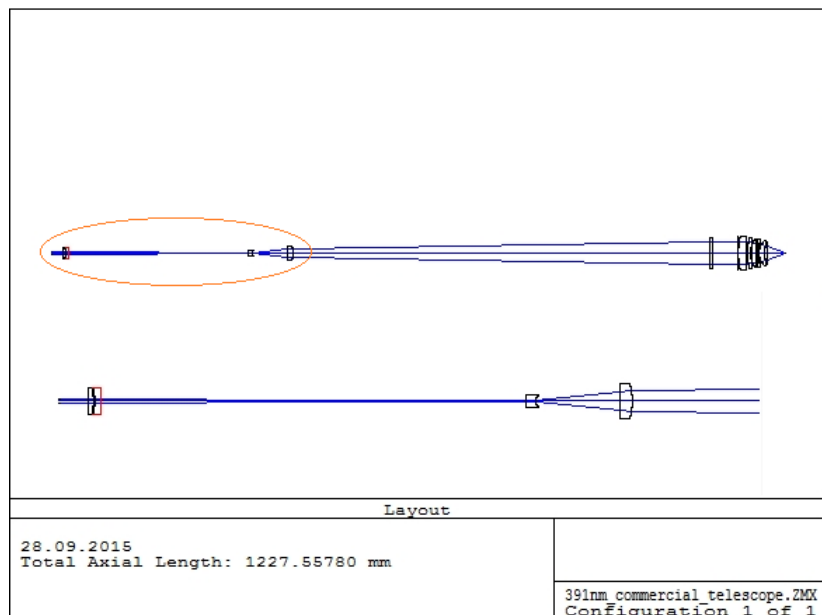 Layout
28.09.2015
Total Axial Length: 1227.55780 mm
391nm_commercial_telescope.ZMX
Configuration 1 of 1